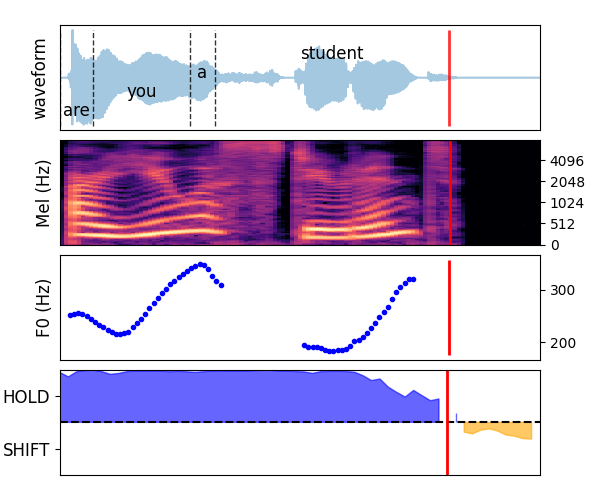 waveform
are
you
a
student
Mel (Hz)
4096
2048
1024
512
0
F0 (Hz)
300
200
HOLD
SHIFT